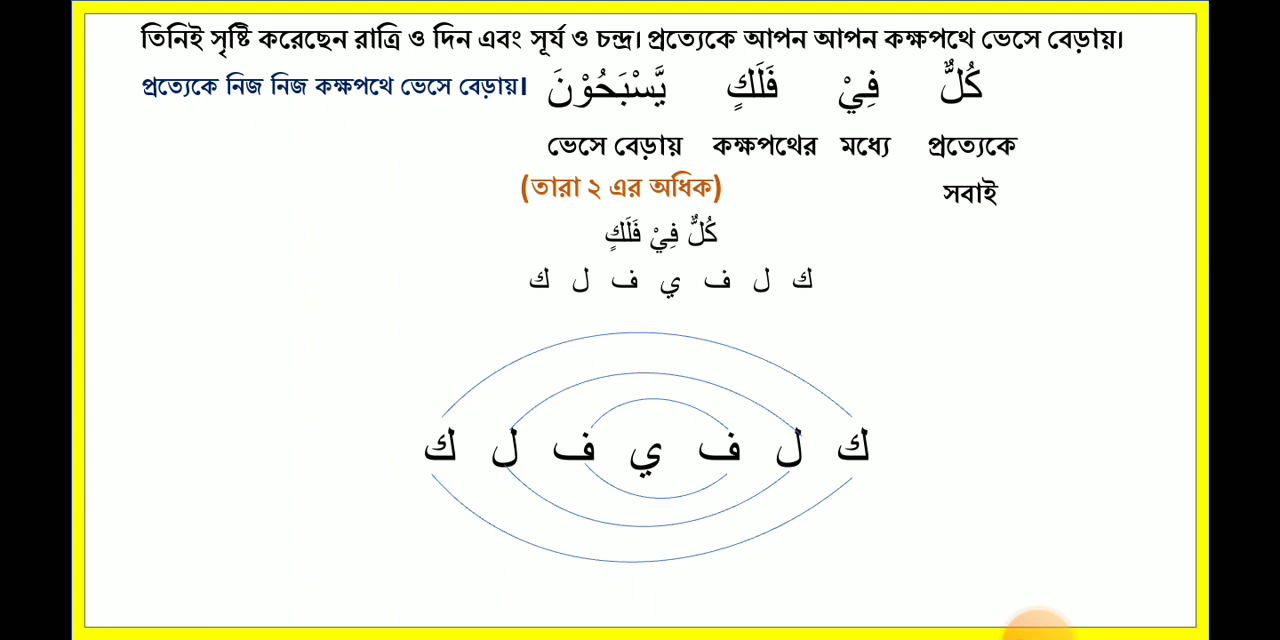 তিনিই সৃষ্টি করেছেন রাত্রি ও দিন এবং সূর্য ও চন্দ্র। প্রত্যেকে আপন আপন কক্ষপথে ভেসে বেড়ায়।
প্রত্যেকে নিজ নিজ কক্ষপথে ভেসে বেড়ায়। كُلٌّ فِيْ فَلَكٍ يَّسْبَحُوْنَ
ভেসে বেড়ায় কক্ষপথের মধ্যে প্রত্যেকে
(তারা ২ এর অধিক) সবাই
كُلٌّ فِيْ فَلَكٍ
ك ل ف ي ف ل ك
ك ل ف ي ف ل ك